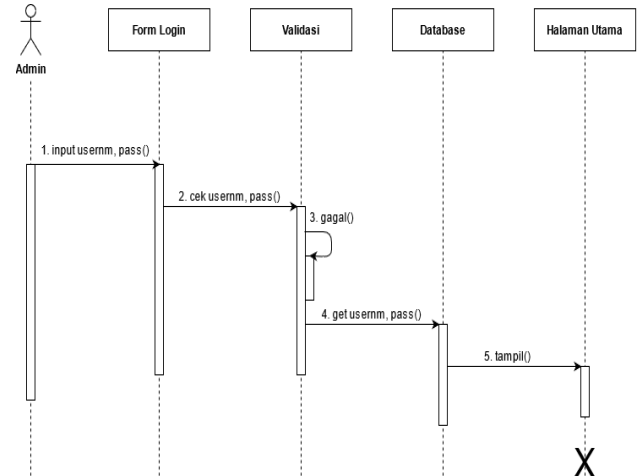 Form Login
Validasi
Database
Halaman Utama
Admin
1. input usernm, pass()
2. cek usernm, pass()
3. gagal()
4. get usernm, pass()
5. tampil()
X